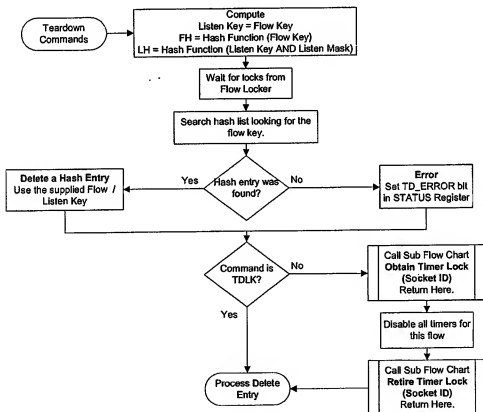 Teardown
Commands
Compute
Listen Key = Flow Key
FH = Hash Function (Flow Key)
LH = Hash Function (Listen Key AND Listen Mask)
Wait for locks from
Flow Locker
Search hash list looking for the
flow key.
Hash entry was
found?
Yes
No
Delete a Hash Entry
Use the supplied Flow /
Listen Key
Error
Set TD_ERROR bit
in STATUS Register
Command is
TDLK?
No
Yes
Call Sub Flow Chart
Obtain Timer Lock
(Socket ID)
Return Here.
Disable all timers for
this flow
Call Sub Flow Chart
Retire Timer Lock
(Socket ID)
Return Here.
Process Delete
Entry